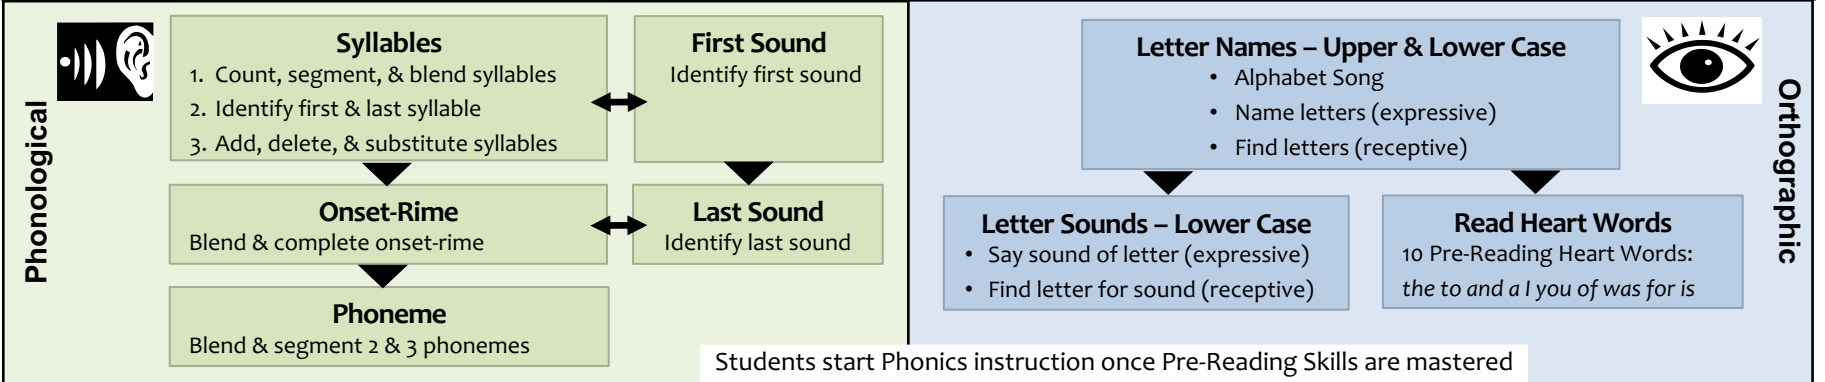 Phonological
Syllables
1. Count, segment, & blend syllables
2. Identify first & last syllable
3. Add, delete, & substitute syllables
First Sound
Identify first sound
Onset-Rime
Blend & complete onset-rime
Last Sound
Identify last sound
Phoneme
Blend & segment 2 & 3 phonemes
Letter Names – Upper & Lower Case
• Alphabet Song
• Name letters (expressive)
• Find letters (receptive)
Letter Sounds – Lower Case
• Say sound of letter (expressive)
• Find letter for sound (receptive)
Read Heart Words
10 Pre-Reading Heart Words:
the to and a I you of was for is
Orthographic
Students start Phonics instruction once Pre-Reading Skills are mastered